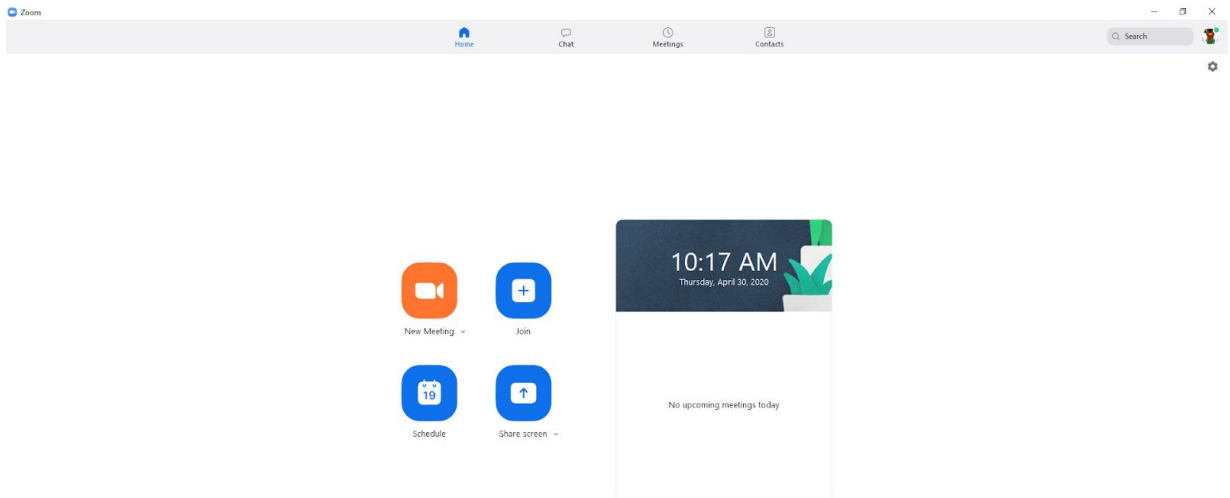 Zoom
Home
Chat
Meetings
Contacts
Search
10:17 AM
Thursday, April 30, 2020
New Meeting
Join
19
Schedule
Share screen
No upcoming meetings today